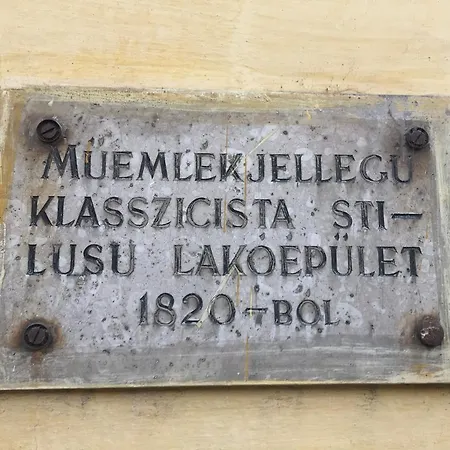 MŰEMLÉKJELLEGŰ
KLASSZICISTA STI-
LUSU LAKÓÉPÜLET
1820-BÓL.